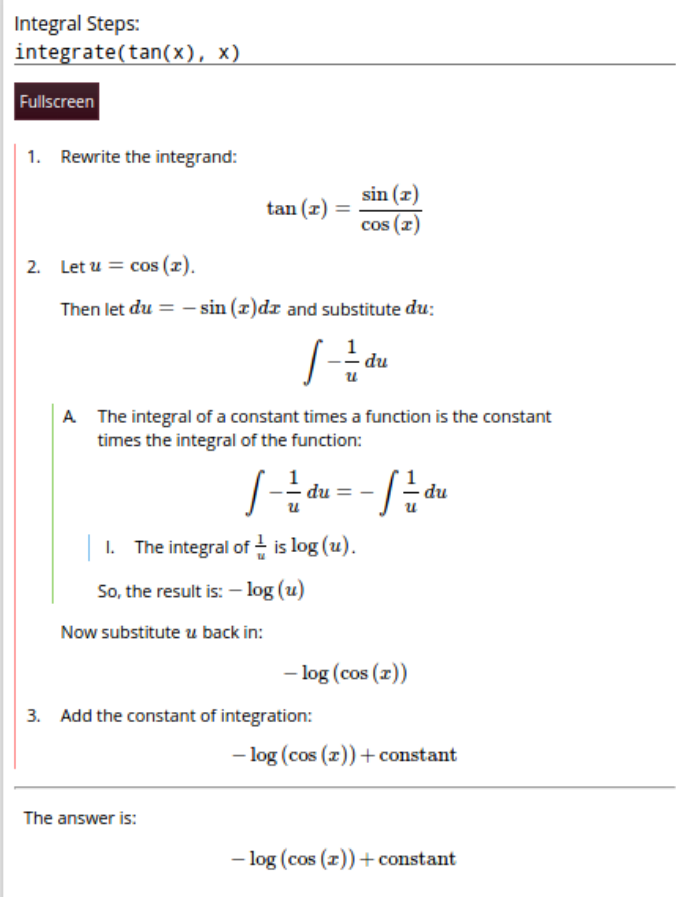 Integral Steps:
integrate(tan(x), x)
Fullscreen
1. Rewrite the integrand:
tan (x) = sin (x) / cos (x)
2. Let u = cos (x).
Then let du = − sin (x)dx and substitute du:
∫ − 1/u du
A. The integral of a constant times a function is the constant
times the integral of the function:
∫ − 1/u du = − ∫ 1/u du
I. The integral of 1/u is log (u).
So, the result is: − log (u)
Now substitute u back in:
− log (cos (x))
3. Add the constant of integration:
− log (cos (x)) + constant
The answer is:
− log (cos (x)) + constant